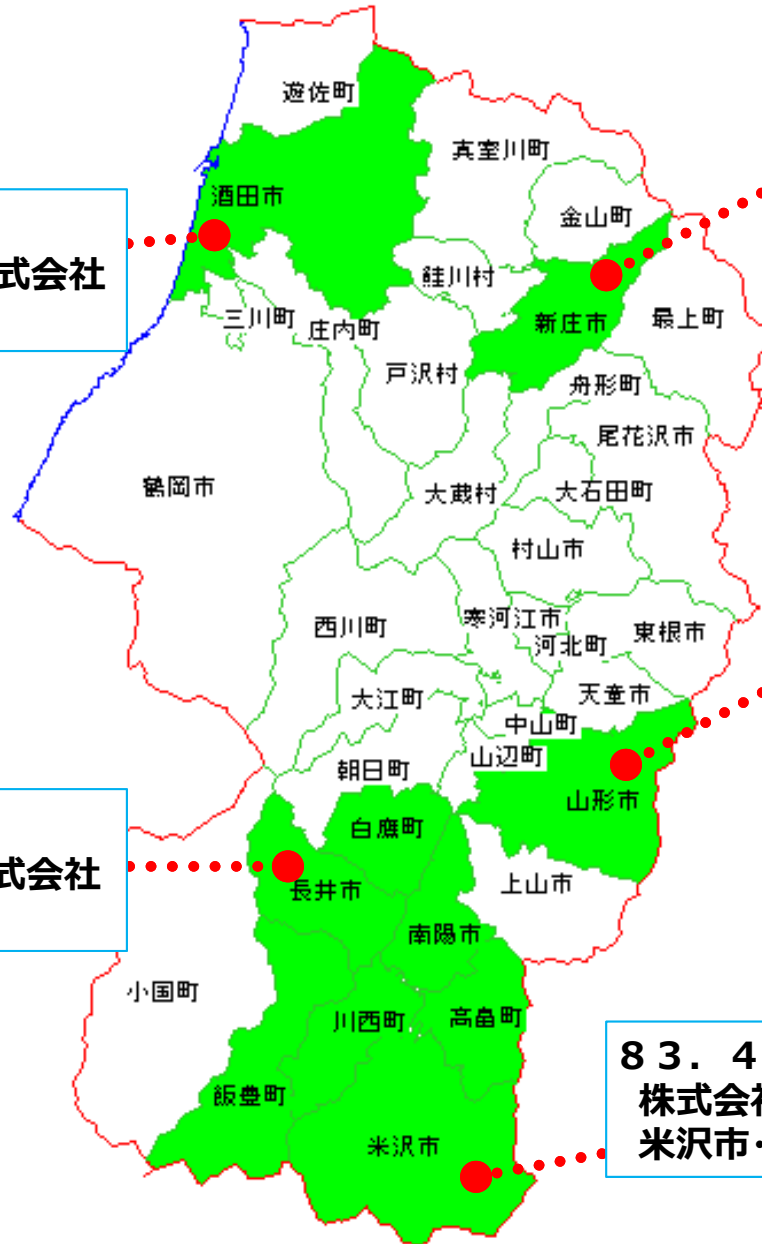 遊佐町
真室川町
酒田市
金山町
式会社
鮭川村
三川町
庄内町
新庄市
最上町
戸沢村
舟形町
尾花沢市
鶴岡市
大蔵村
大石田町
村山市
西川町
寒河江市
河北町
東根市
大江町
天童市
中山町
山辺町
朝日町
山形市
白鷹町
式会社
長井市
上山市
南陽市
小国町
川西町
高畠町
飯豊町
米沢市
83.4
株式会社
米沢市・